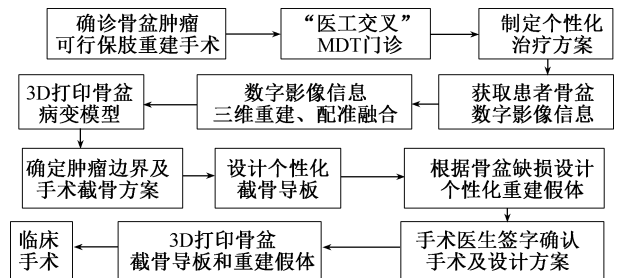 确诊骨盆肿瘤
可行保肢重建手术
“医工交叉”
MDT门诊
制定个性化
治疗方案
3D打印骨盆
病变模型
数字影像信息
三维重建、配准融合
获取患者骨盆
数字影像信息
确定肿瘤边界及
手术截骨方案
设计个性化
截骨导板
根据骨盆缺损设计
个性化重建假体
临床
手术
3D打印骨盆
截骨导板和重建假体
手术医生签字确认
手术及设计方案